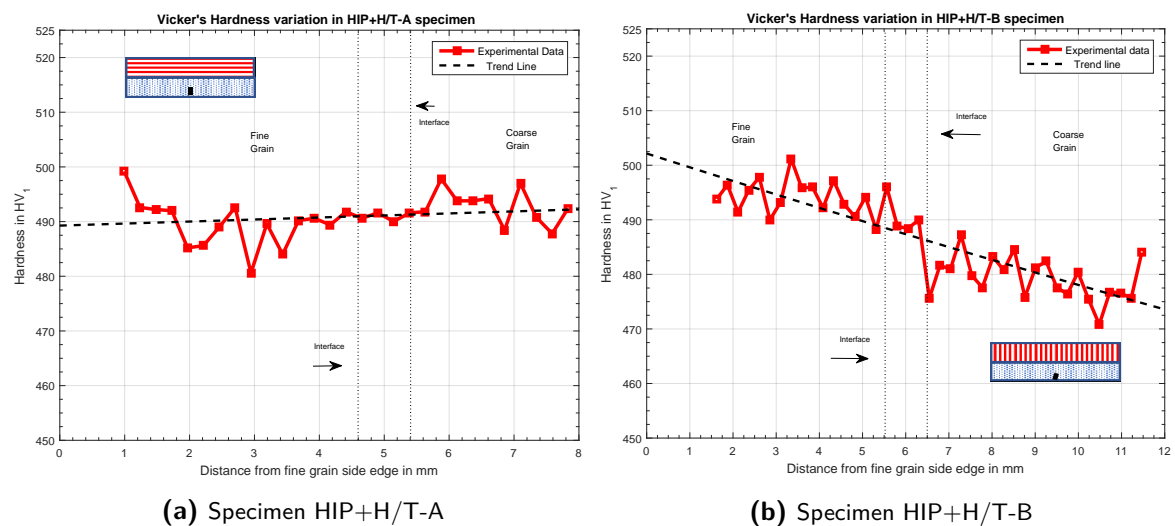 Vicker's Hardness variation in HIP+H/T-A specimen
525
520
515
510
505
500
495
490
485
480
475
470
465
460
455
450
Hardness in HV1
0 1 2 3 4 5 6 7 8
Distance from fine grain side edge in mm
Experimental Data
Trend Line
Fine
Grain
Interface
Coarse
Grain
Interface
(a) Specimen HIP+H/T-A
Vicker's Hardness variation in HIP+H/T-B specimen
525
520
515
510
505
500
495
490
485
480
475
470
465
460
455
450
Hardness in HV1
0 1 2 3 4 5 6 7 8 9 10 11 12
Distance from fine grain side edge in mm
Experimental data
Trend line
Interface
Fine
Grain
Coarse
Grain
Interface
(b) Specimen HIP+H/T-B